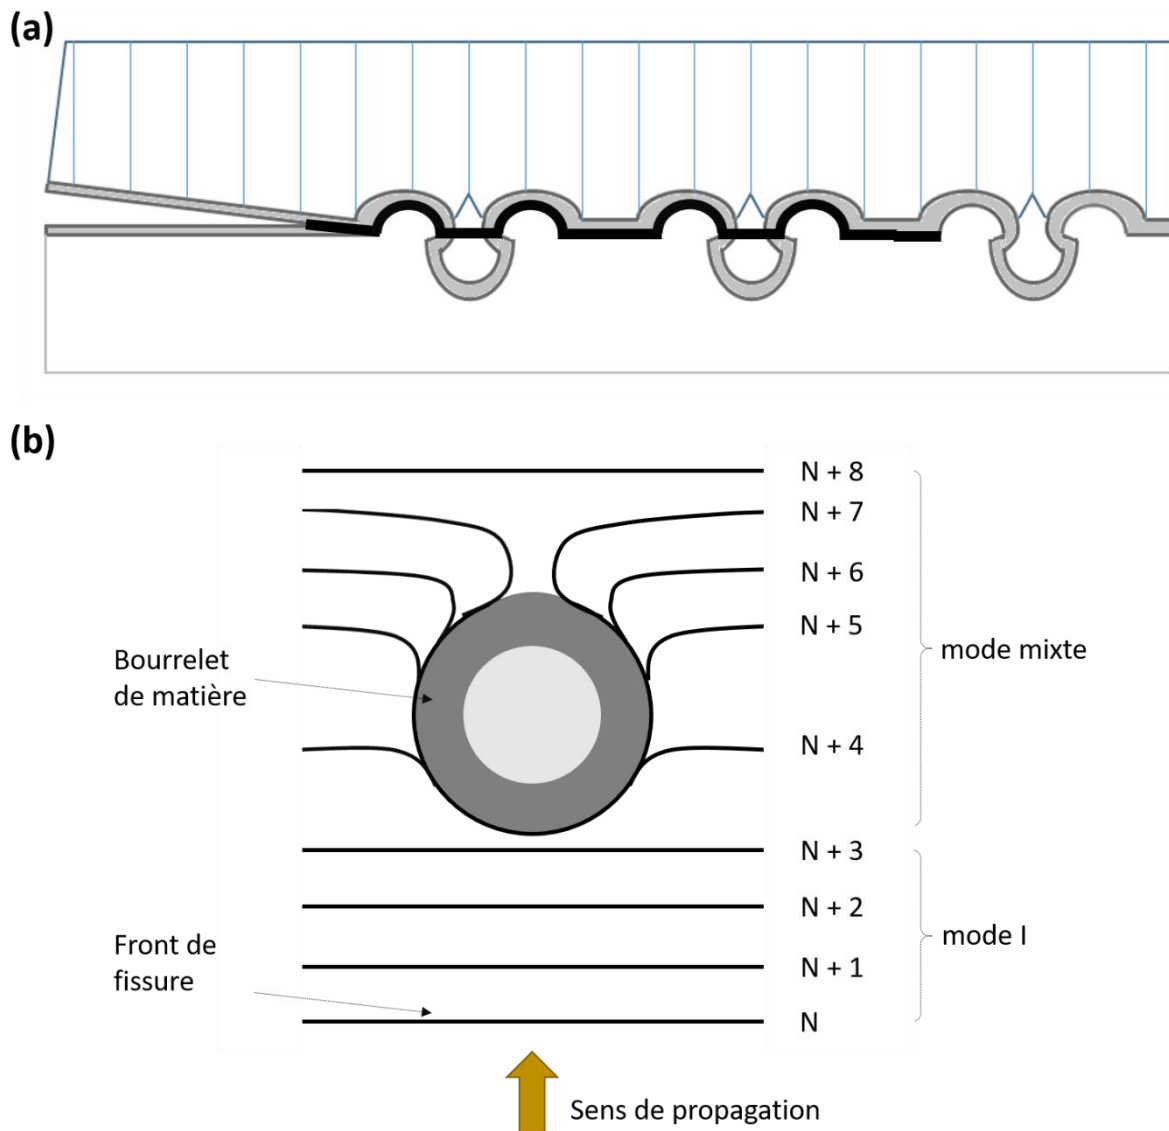 (a)
(b)
N + 8
N + 7
N + 6
N + 5
mode mixte
Bourrelet
de matière
N + 4
N + 3
N + 2
mode I
Front de
fissure
N + 1
N
Sens de propagation